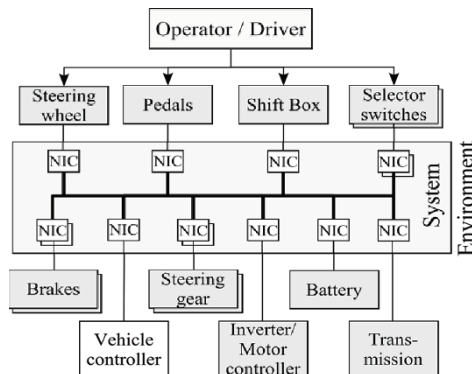 Operator / Driver
Steering
wheel
Pedals
Shift Box
Selector
switches
NIC
NIC
NIC
NIC
System
Environment
NIC
NIC
NIC
NIC
NIC
NIC
Brakes
Steering
gear
Battery
Vehicle
controller
Inverter/
Motor
controller
Trans-
mission